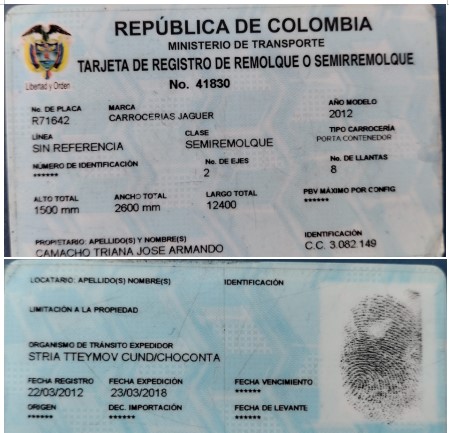 REPÚBLICA DE COLOMBIA
MINISTERIO DE TRANSPORTE
TARJETA DE REGISTRO DE REMOLQUE O SEMIRREMOLQUE
Libertad y Orden
No. 41830
No. DE PLACA MARCA AÑO MODELO
R71642 CARROCERIAS JAGUER 2012
LÍNEA CLASE TIPO CARROCERÍA
SIN REFERENCIA SEMIREMOLQUE PORTA CONTENEDOR
NÚMERO DE IDENTIFICACIÓN No. DE EJES No. DE LLANTAS
****** 2 8
ALTO TOTAL ANCHO TOTAL LARGO TOTAL PBV MÁXIMO POR CONFIG
1500 mm 2600 mm 12400 ******
PROPIETARIO: APELLIDO(S) Y NOMBRE(S) IDENTIFICACIÓN
CAMACHO TRIANA JOSE ARMANDO C.C. 3.082.149
LOCATARIO: APELLIDO(S) NOMBRE(S) IDENTIFICACIÓN
LIMITACIÓN A LA PROPIEDAD
ORGANISMO DE TRÁNSITO EXPEDIDOR
STRIA TTEYMOV CUND/CHOCONTA
FECHA REGISTRO FECHA EXPEDICIÓN FECHA VENCIMIENTO
22/03/2012 23/03/2018 ******
ORIGEN DEC. IMPORTACIÓN FECHA DE LEVANTE
****** ****** ******